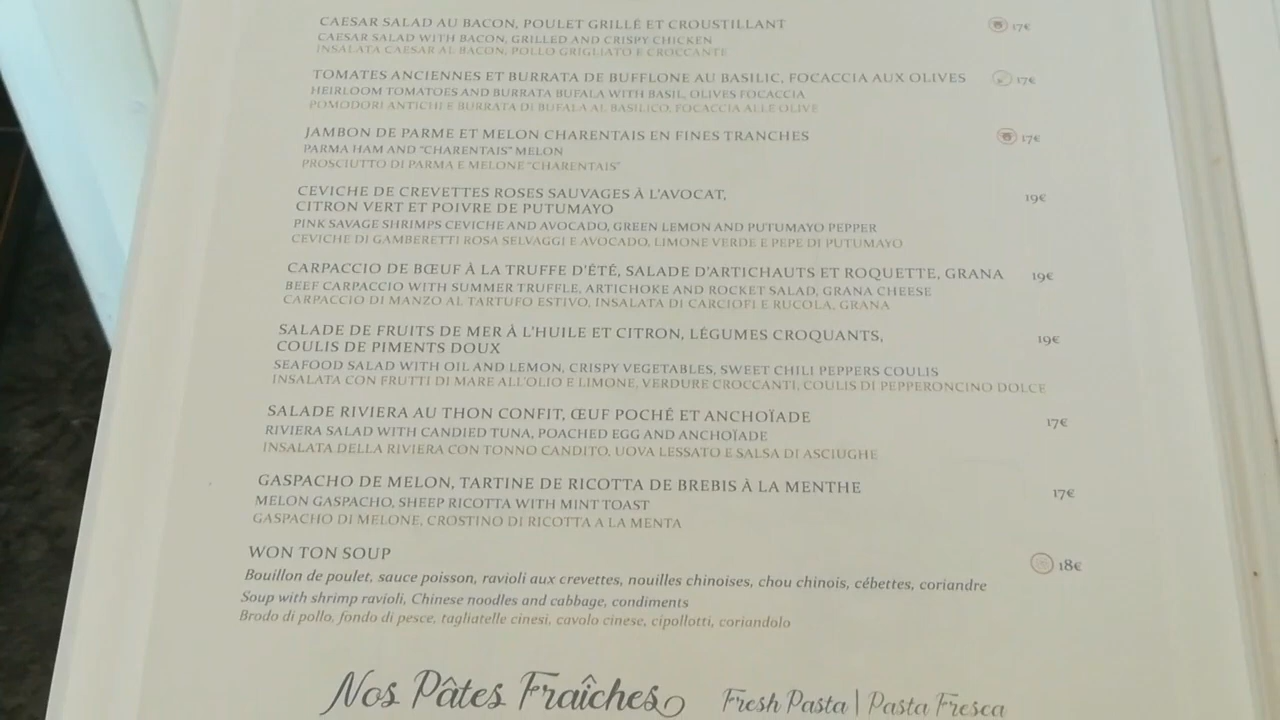 CAESAR SALAD AU BACON, POULET GRILLÉ ET CROUSTILLANT 17€
CAESAR SALAD WITH BACON, GRILLED AND CRISPY CHICKEN
INSALATA CAESAR AL BACON, POLLO GRIGLIATO E CROCCANTE
TOMATES ANCIENNES ET BURRATA DE BUFFLONE AU BASILIC, FOCACCIA AUX OLIVES 17€
HEIRLOOM TOMATOES AND BURRATA BUFALA WITH BASIL, OLIVES FOCACCIA
POMODORI ANTICHI E BURRATA DI BUFALA AL BASILICO, FOCACCIA ALLE OLIVE
JAMBON DE PARME ET MELON CHARENTAIS EN FINES TRANCHES 17€
PARMA HAM AND "CHARENTAIS" MELON
PROSCIUTTO DI PARMA E MELONE "CHARENTAIS"
CEVICHE DE CREVETTES ROSES SAUVAGES À L'AVOCAT,
CITRON VERT ET POIVRE DE PUTUMAYO 19€
PINK SAVAGE SHRIMPS CEVICHE AND AVOCADO, GREEN LEMON AND PUTUMAYO PEPPER
CEVICHE DI GAMBERETTI ROSA SELVAGGI E AVOCADO, LIMONE VERDE E PEPE DI PUTUMAYO
CARPACCIO DE BŒUF À LA TRUFFE D'ÉTÉ, SALADE D'ARTICHAUTS ET ROQUETTE, GRANA 19€
BEEF CARPACCIO WITH SUMMER TRUFFLE, ARTICHOKE AND ROCKET SALAD, GRANA CHEESE
CARPACCIO DI MANZO AL TARTUFO ESTIVO, INSALATA DI CARCIOFI E RUCOLA, GRANA
SALADE DE FRUITS DE MER À L'HUILE ET CITRON, LÉGUMES CROQUANTS,
COULIS DE PIMENTS DOUX 19€
SEAFOOD SALAD WITH OIL AND LEMON, CRISPY VEGETABLES, SWEET CHILI PEPPERS COULIS
INSALATA CON FRUTTI DI MARE ALL'OLIO E LIMONE, VERDURE CROCCANTI, COULIS DI PEPPERONCINO DOLCE
SALADE RIVIERA AU THON CONFIT, ŒUF POCHÉ ET ANCHOÏADE 17€
RIVIERA SALAD WITH CANDIED TUNA, POACHED EGG AND ANCHOÏADE
INSALATA DELLA RIVIERA CON TONNO CANDITO, UOVA LESSATO E SALSA DI ASCIUGHE
GASPACHO DE MELON, TARTINE DE RICOTTA DE BREBIS À LA MENTHE 17€
MELON GASPACHO, SHEEP RICOTTA WITH MINT TOAST
GASPACHO DI MELONE, CROSTINO DI RICOTTA A LA MENTA
WON TON SOUP 18€
Bouillon de poulet, sauce poisson, ravioli aux crevettes, nouilles chinoises, chou chinois, cébettes, coriandre
Soup with shrimp ravioli, Chinese noodles and cabbage, condiments
Brodo di pollo, fondo di pesce, tagliatelle cinesi, cavolo cinese, cipollotti, coriandolo
Nos Pâtes Fraîches Fresh Pasta | Pasta Fresca